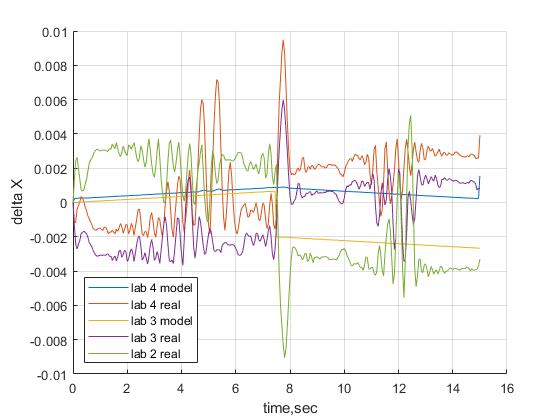 0.01
0.008
0.006
0.004
0.002
0
-0.002
-0.004
-0.006
-0.008
-0.01
delta X
lab 4 model
lab 4 real
lab 3 model
lab 3 real
lab 2 real
0 2 4 6 8 10 12 14 16
time,sec